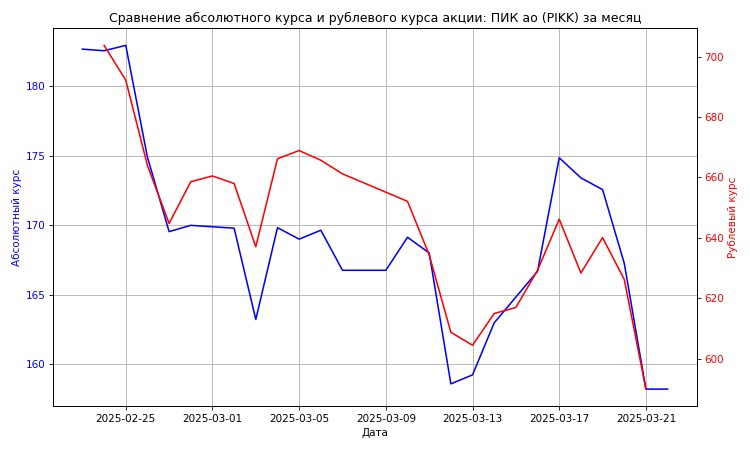 Сравнение абсолютного курса и рублевого курса акции: ПИК ао (PIKK) за месяц
180
175
170
165
160
Абсолютный курс
700
680
660
640
620
600
Рублевый курс
2025-02-25 2025-03-01 2025-03-05 2025-03-09 2025-03-13 2025-03-17 2025-03-21
Дата